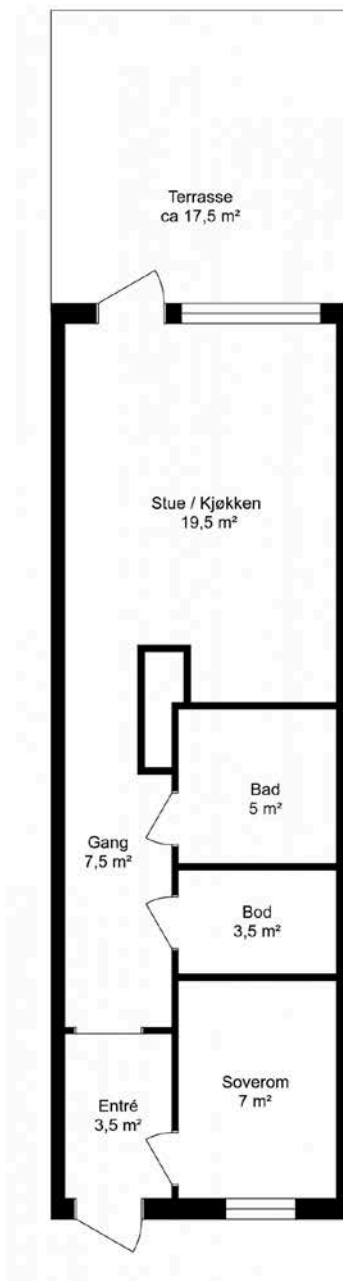 Terrasse
ca 17,5 m²
Stue / Kjøkken
19,5 m²
Bad
5 m²
Gang
7,5 m²
Bod
3,5 m²
Soverom
7 m²
Entré
3,5 m²